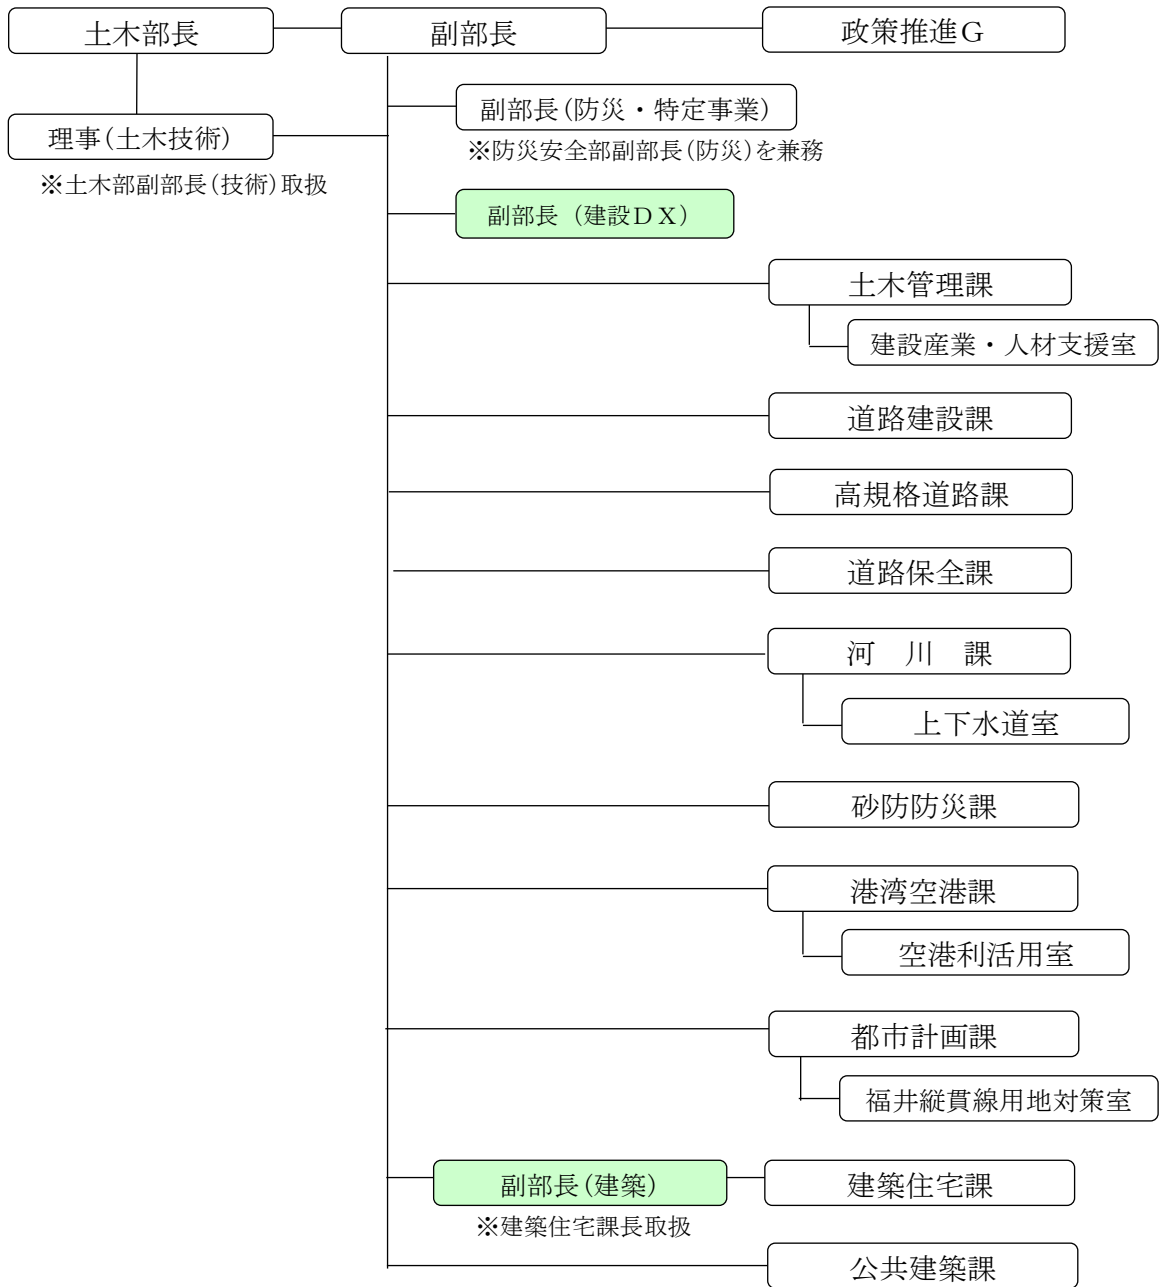 土木部長
副部長
政策推進Ｇ
副部長(防災・特定事業)
※防災安全部副部長(防災)を兼務
理事(土木技術)
※土木部副部長(技術)取扱
副部長（建設ＤＸ）
土木管理課
建設産業・人材支援室
道路建設課
高規格道路課
道路保全課
河　川　課
上下水道室
砂防防災課
港湾空港課
空港利活用室
都市計画課
福井縦貫線用地対策室
副部長(建築)
※建築住宅課長取扱
建築住宅課
公共建築課